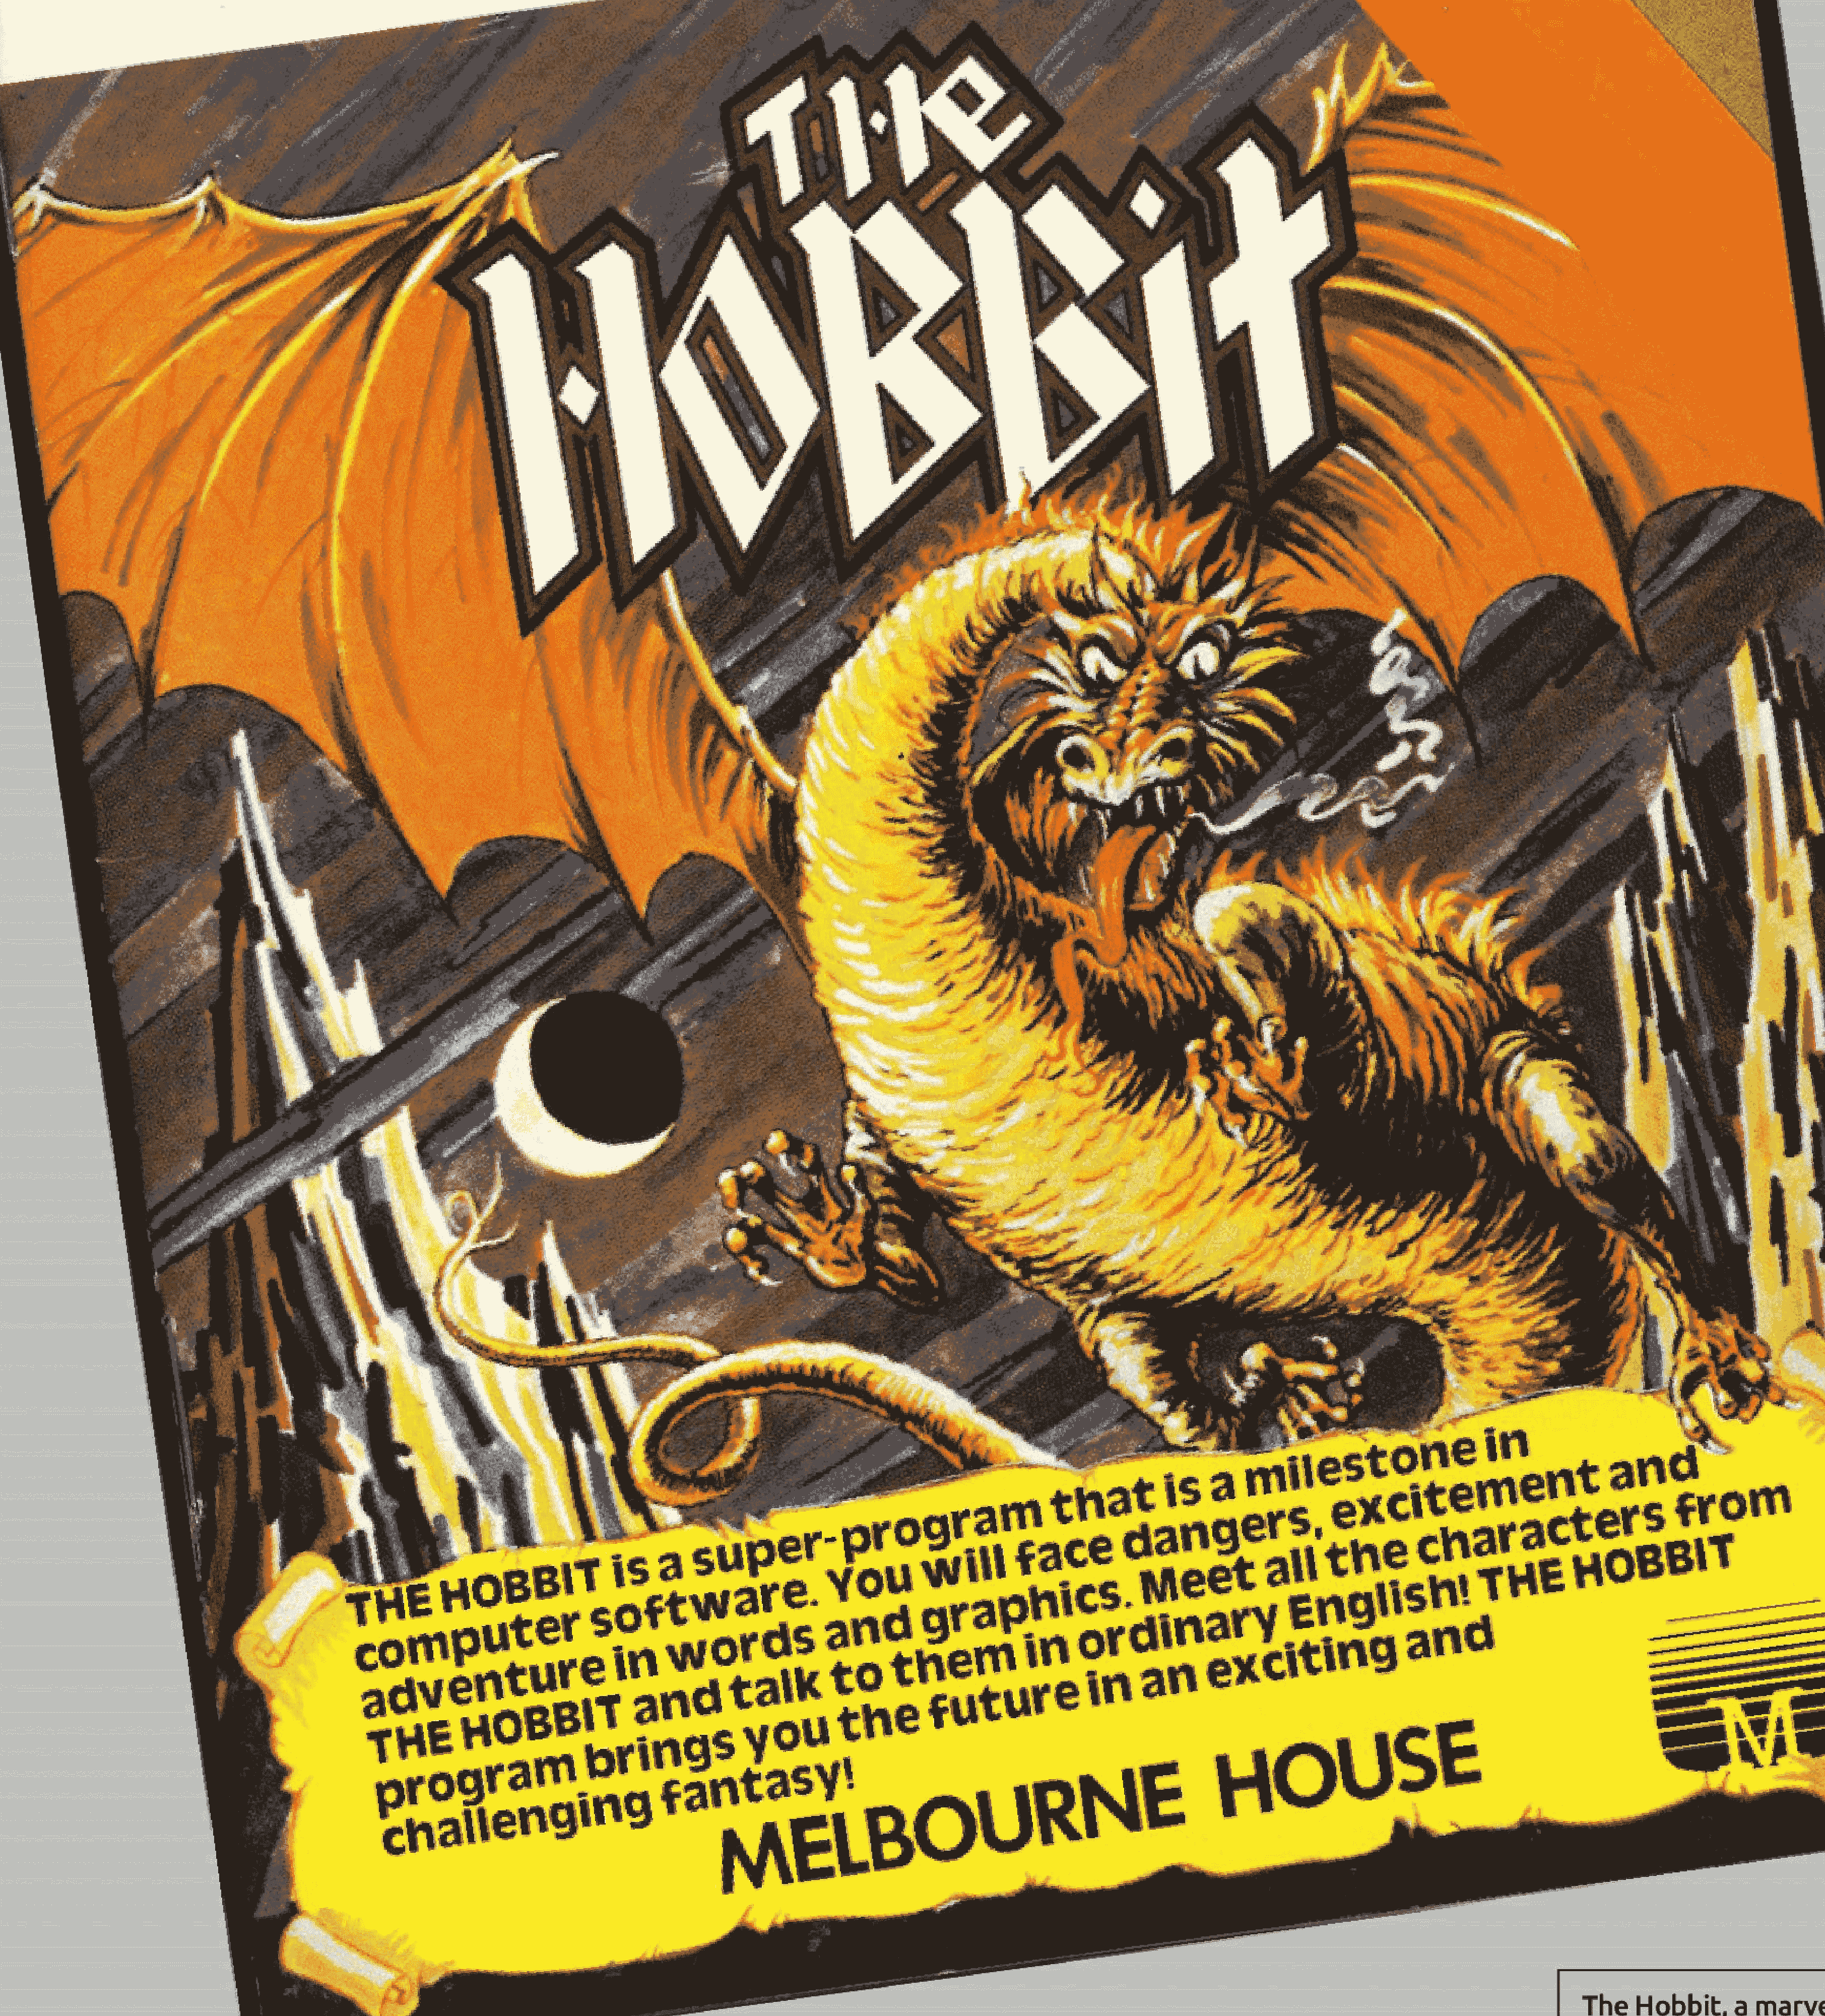 THE
HOBBIT
THE HOBBIT is a super-program that is a milestone in
computer software. You will face dangers, excitement and
adventure in words and graphics. Meet all the characters from
THE HOBBIT and talk to them in ordinary English! THE HOBBIT
program brings you the future in an exciting and
challenging fantasy!
MELBOURNE HOUSE
M
The Hobbit, a